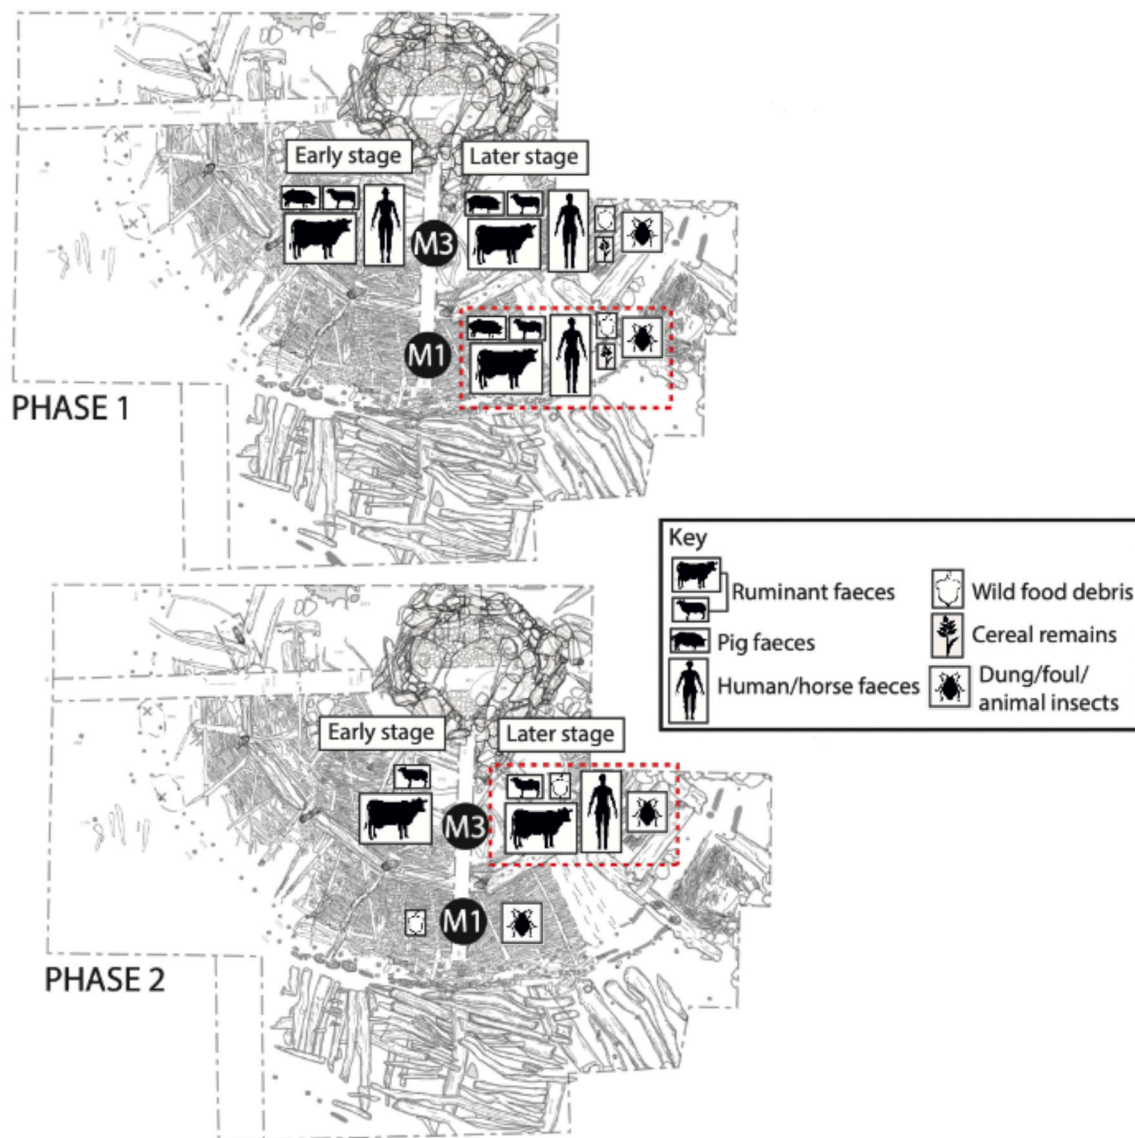 Early stage
Later stage
M3
M1
PHASE 1
Key
Ruminant faeces
Pig faeces
Human/horse faeces
Wild food debris
Cereal remains
Dung/foul/
animal insects
Early stage
Later stage
M3
M1
PHASE 2